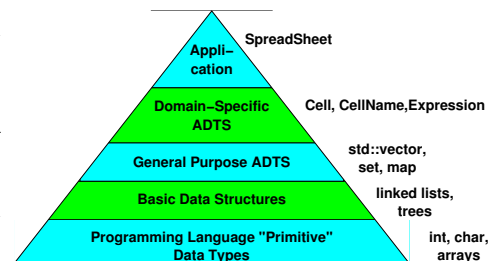 Appli−
cation
SpreadSheet
Domain−Specific
ADTS
Cell, CellName,Expression
General Purpose ADTS
std::vector,
set, map
Basic Data Structures
linked lists,
trees
Programming Language "Primitive"
Data Types
int, char,
arrays